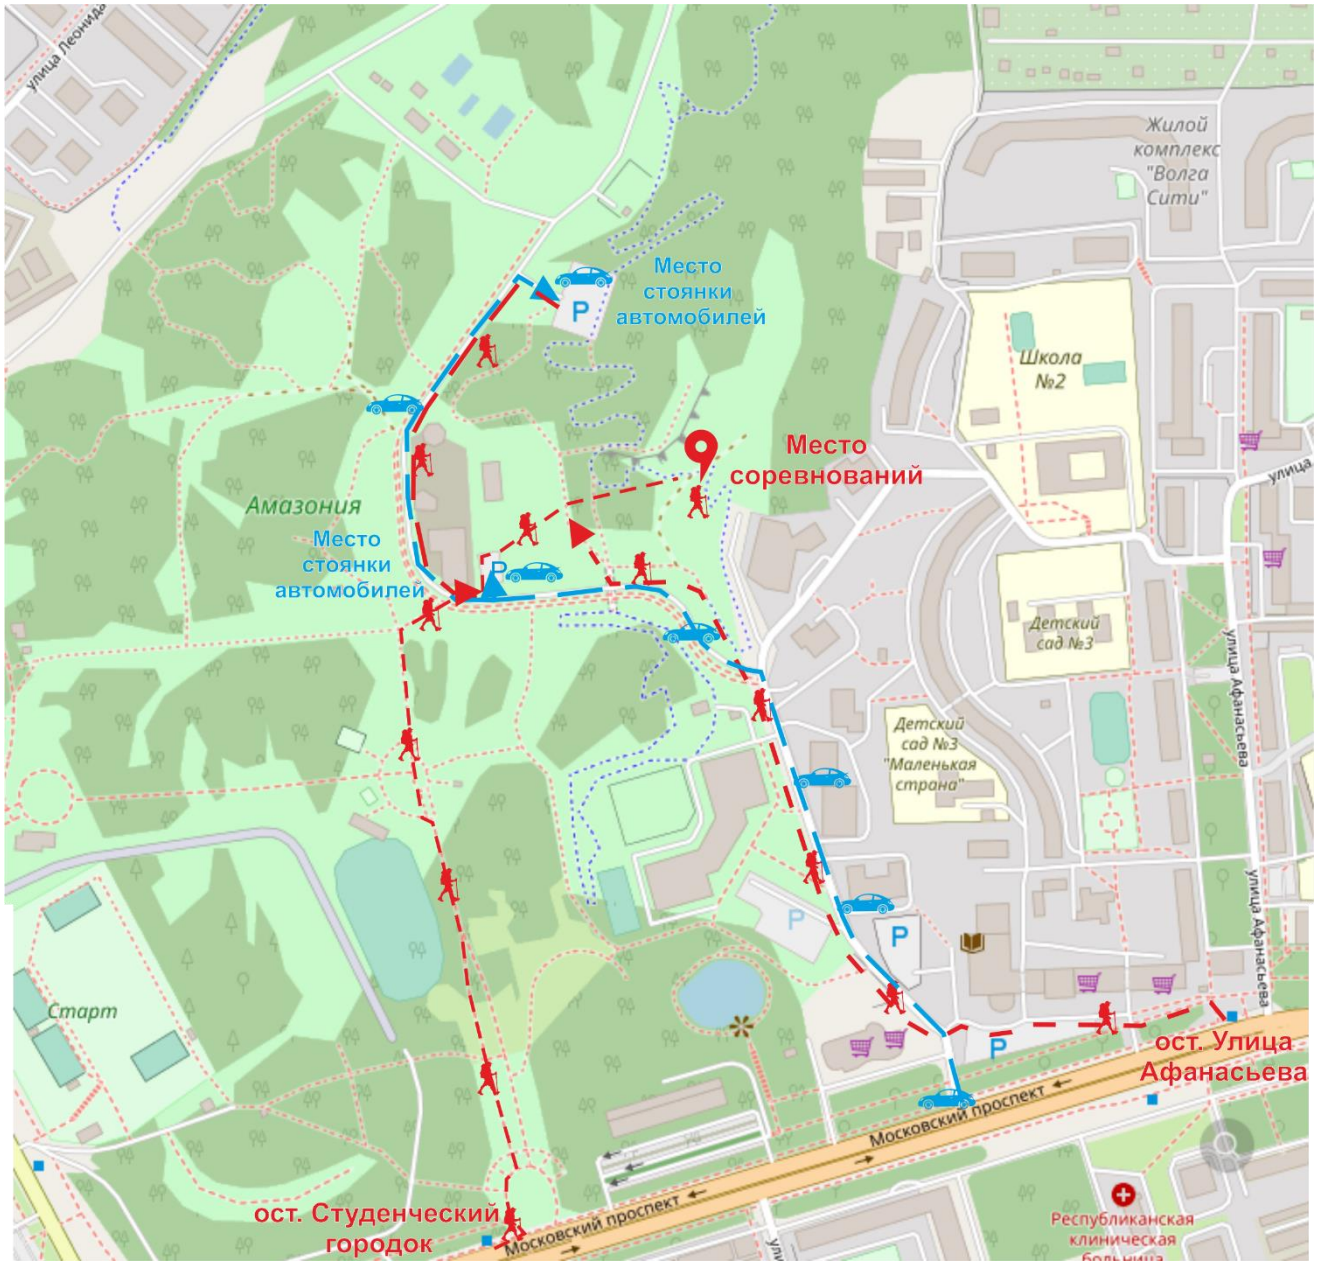 улица Леонида
Жилой
комплекс
"Волга
Сити"
Место
стоянки
автомобилей
P
Школа
№2
Место
соревнований
улица
Амазония
Место
стоянки
автомобилей
P
Детский
сад №3
улица Афанасьева
Детский
сад №3
"Маленькая
страна"
улица Афанасьева
P
P
Старт
P
ост. Улица
Афанасьева
Московский проспект
ост. Студенческий
городок
Московский проспект
Республиканская
клиническая
больница